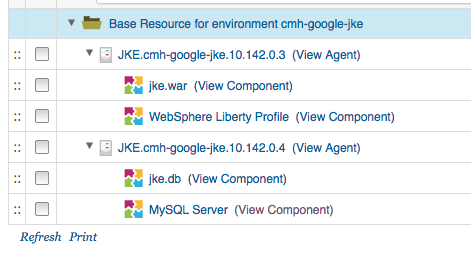 Base Resource for environment cmh-google-jke
JKE.cmh-google-jke.10.142.0.3 (View Agent)
jke.war (View Component)
WebSphere Liberty Profile (View Component)
JKE.cmh-google-jke.10.142.0.4 (View Agent)
jke.db (View Component)
MySQL Server (View Component)
Refresh Print